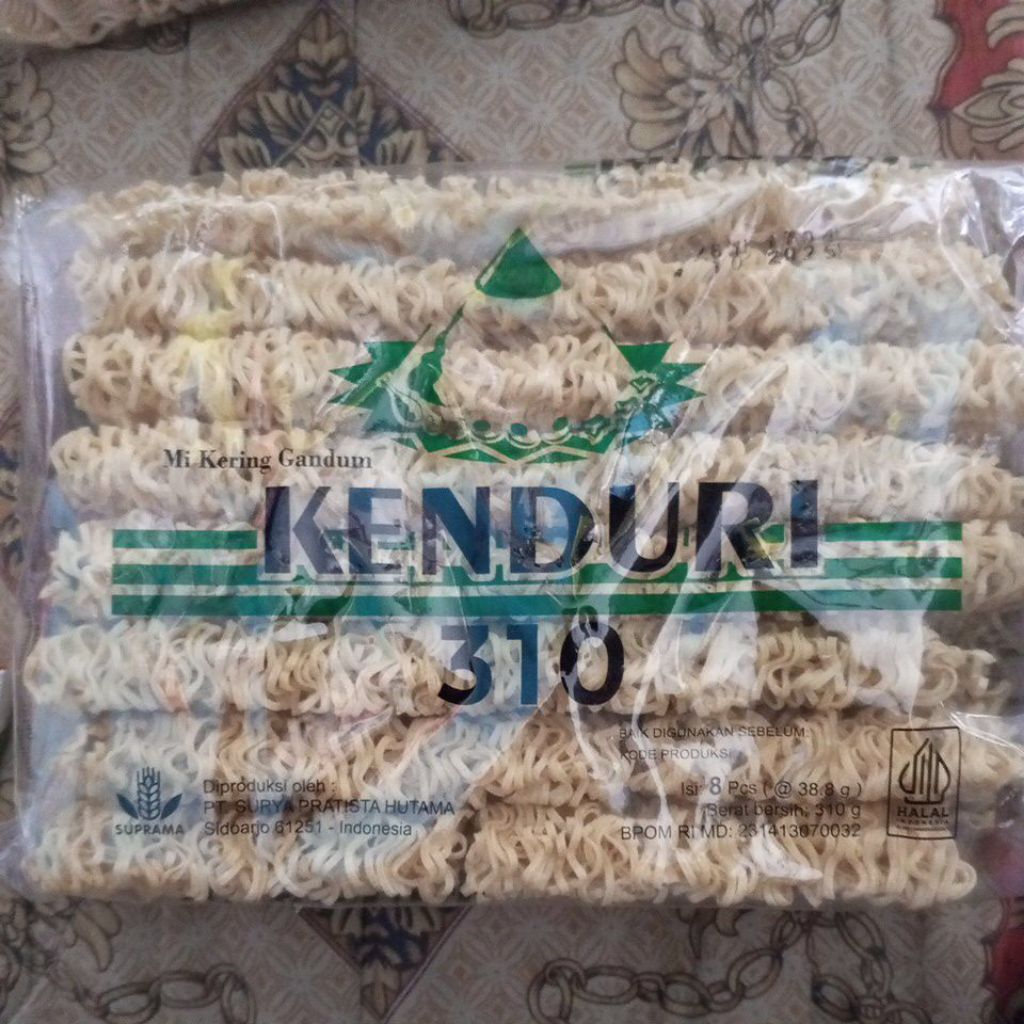 Mi Kering Gandum
KENDURI
310
BAIK DIGUNAKAN SEBELUM:
KODE PRODUKSI:
Isi: 8 Pcs ( @ 38.8 g )
Berat bersih: 310 g
BPOM RI MD: 231413070032
Diproduksi oleh :
PT. SURYA PRATISTA HUTAMA
Sidoarjo 61251 - Indonesia
SUPRAMA
HALAL
INDONESIA